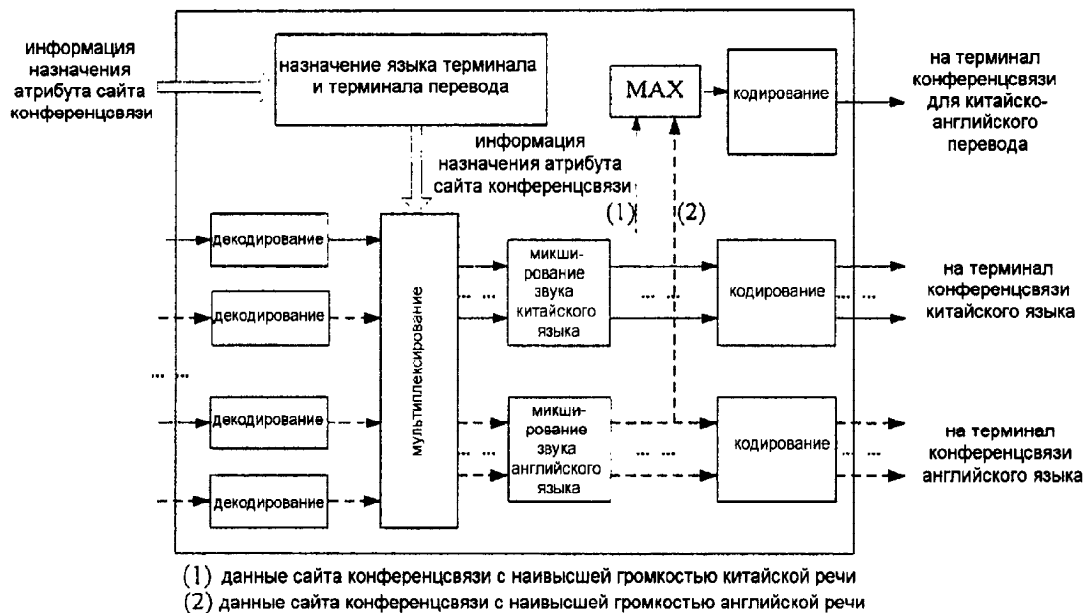 информация
назначения
атрибута сайта
конференцсвязи
назначение языка терминала
и терминала перевода
MAX
кодирование
на терминал
конференцсвязи
для китайско-
английского
перевода
информация
назначения атрибута
сайта конференцсвязи
(1)
(2)
декодирование
декодирование
... ...
декодирование
декодирование
мультиплексирование
... ...
микши-
рование
звука
китайского
языка
... ...
кодирование
... ...
на терминал
конференцсвязи
китайского языка
... ...
микши-
рование
звука
английского
языка
... ...
кодирование
... ...
на терминал
конференцсвязи
английского языка
(1) данные сайта конференцсвязи с наивысшей громкостью китайской речи
(2) данные сайта конференцсвязи с наивысшей громкостью английской речи